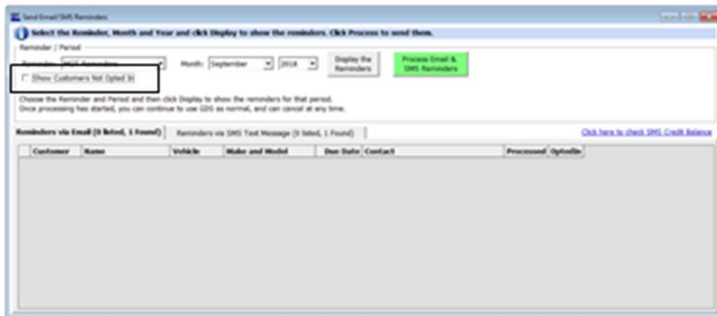 Send Email/SMS Reminders
Select the Reminder, Month and Year and click Display to show the reminders. Click Process to send them.
Reminder / Period
Reminder: MOT Reminders Month: September 2018 Display the Reminders Process Email & SMS Reminders
Show Customers Not Opted In
Choose the Reminder and Period and then click Display to show the reminders for that period.
Once processing has started, you can continue to use GDS as normal, and can cancel at any time.
Reminders via Email (0 listed, 1 Found) Reminders via SMS Text Message (0 listed, 1 Found) Click here to check SMS Credit Balance
Customer Name Vehicle Make and Model Due Date Contact Processed OptedIn